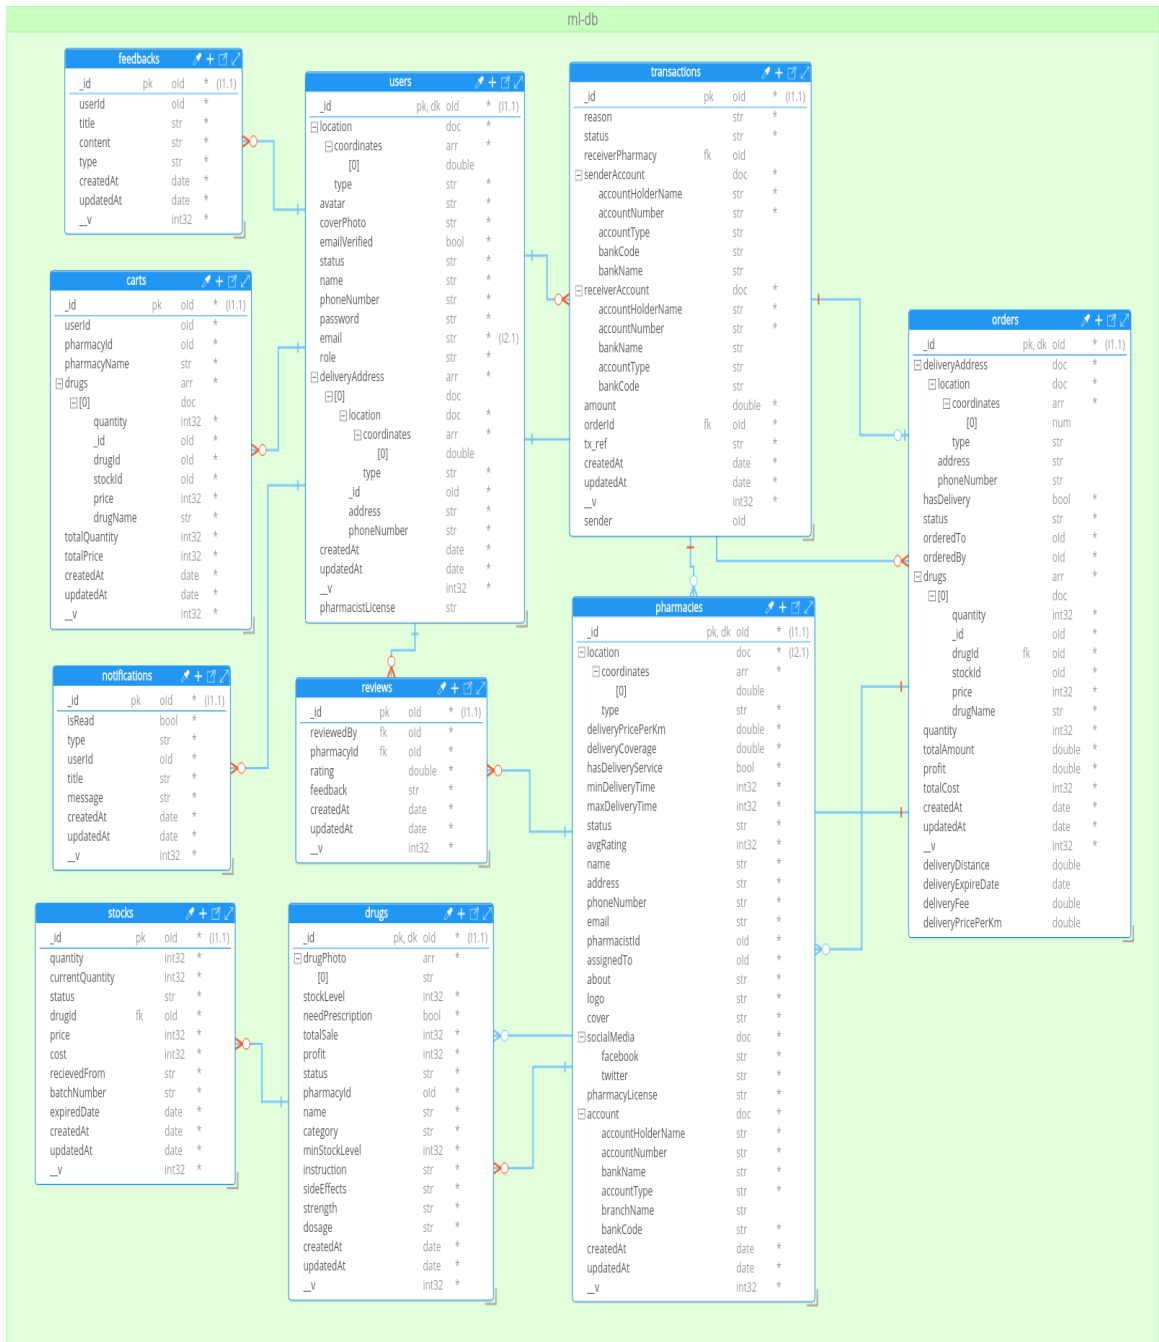 ml-db
feedbacks
_id pk oId * (I1.1)
userId oId *
title str *
content str *
type str *
createdAt date *
updatedAt date *
__v int32 *
carts
_id pk oId * (I1.1)
userId oId *
pharmacyId oId *
pharmacyName str *
drugs arr *
[0] doc
quantity int32 *
_id oId *
drugId oId *
stockId oId *
price int32 *
drugName str *
totalQuantity int32 *
totalPrice int32 *
createdAt date *
updatedAt date *
__v int32 *
notifications
_id pk oId * (I1.1)
isRead bool *
type str *
userId oId *
title str *
message str *
createdAt date *
updatedAt date *
__v int32 *
stocks
_id pk oId * (I1.1)
quantity int32 *
currentQuantity int32 *
status str *
drugId fk oId *
price int32 *
cost int32 *
recievedFrom str *
batchNumber str *
expiredDate date *
createdAt date *
updatedAt date *
__v int32 *
users
_id pk, dk oId * (I1.1)
location doc *
coordinates arr *
[0] double
type str *
avatar str *
coverPhoto str *
emailVerified bool *
status str *
name str *
phoneNumber str *
password str *
email str * (I2.1)
role str *
deliveryAddress arr *
[0] doc
location doc *
coordinates arr *
[0] double
type str *
_id oId *
address str *
phoneNumber str *
createdAt date *
updatedAt date *
__v int32 *
pharmacistLicense str
reviews
_id pk oId * (I1.1)
reviewedBy fk oId *
pharmacyId fk oId *
rating double *
feedback str *
createdAt date *
updatedAt date *
__v int32 *
drugs
_id pk, dk oId * (I1.1)
drugPhoto arr *
[0] str
stockLevel int32 *
needPrescription bool *
totalSale int32 *
profit int32 *
status str *
pharmacyId oId *
name str *
category str *
minStockLevel int32 *
instruction str *
sideEffects str *
strength str *
dosage str *
createdAt date *
updatedAt date *
__v int32 *
transactions
_id pk oId * (I1.1)
reason str *
status str *
receiverPharmacy fk oId
senderAccount doc *
accountHolderName str *
accountNumber str *
accountType str
bankCode str
bankName str
receiverAccount doc *
accountHolderName str *
accountNumber str *
bankName str
accountType str
bankCode str
amount double *
orderId fk oId *
tx_ref str *
createdAt date *
updatedAt date *
__v int32 *
sender oId
pharmacies
_id pk, dk oId * (I1.1)
location doc * (I2.1)
coordinates arr *
[0] double
type str *
deliveryPricePerKm double *
deliveryCoverage double *
hasDeliveryService bool *
minDeliveryTime int32 *
maxDeliveryTime int32 *
status str *
avgRating int32 *
name str *
address str *
phoneNumber str *
email str *
pharmacistId oId *
assignedTo oId *
about str *
logo str *
cover str *
socialMedia doc *
facebook str *
twitter str *
pharmacyLicense str *
account doc *
accountHolderName str *
accountNumber str *
bankName str *
accountType str *
branchName str
bankCode str *
createdAt date *
updatedAt date *
__v int32 *
orders
_id pk, dk oId * (I1.1)
deliveryAddress doc *
location doc *
coordinates arr *
[0] num
type str
address str
phoneNumber str
hasDelivery bool *
status str *
orderedTo oId *
orderedBy oId *
drugs arr *
[0] doc
quantity int32 *
_id oId *
drugId fk oId *
stockId oId *
price int32 *
drugName str *
quantity int32 *
totalAmount double *
profit double *
totalCost int32 *
createdAt date *
updatedAt date *
__v int32 *
deliveryDistance double
deliveryExpireDate date
deliveryFee double
deliveryPricePerKm double